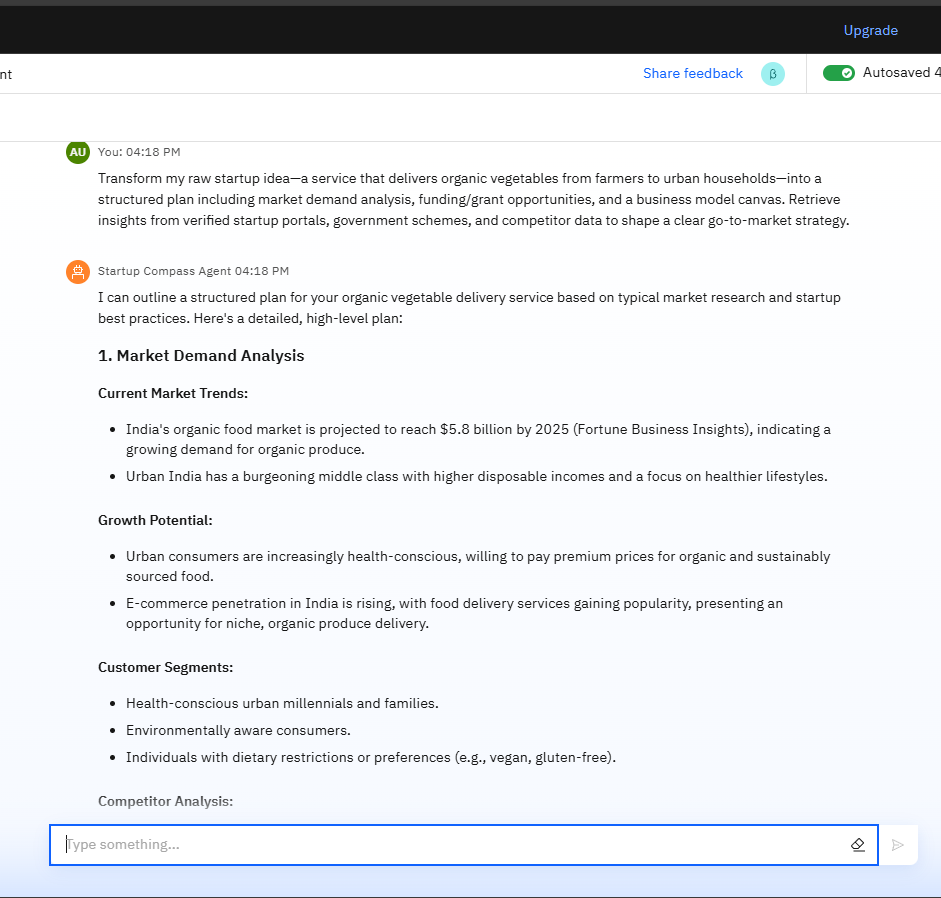 Upgrade
nt
Share feedback
β
Autosaved 4
AU
You: 04:18 PM
Transform my raw startup idea—a service that delivers organic vegetables from farmers to urban households—into a
structured plan including market demand analysis, funding/grant opportunities, and a business model canvas. Retrieve
insights from verified startup portals, government schemes, and competitor data to shape a clear go-to-market strategy.
Startup Compass Agent 04:18 PM
I can outline a structured plan for your organic vegetable delivery service based on typical market research and startup
best practices. Here's a detailed, high-level plan:
1. Market Demand Analysis
Current Market Trends:
• India's organic food market is projected to reach $5.8 billion by 2025 (Fortune Business Insights), indicating a
growing demand for organic produce.
• Urban India has a burgeoning middle class with higher disposable incomes and a focus on healthier lifestyles.
Growth Potential:
• Urban consumers are increasingly health-conscious, willing to pay premium prices for organic and sustainably
sourced food.
• E-commerce penetration in India is rising, with food delivery services gaining popularity, presenting an
opportunity for niche, organic produce delivery.
Customer Segments:
• Health-conscious urban millennials and families.
• Environmentally aware consumers.
• Individuals with dietary restrictions or preferences (e.g., vegan, gluten-free).
Competitor Analysis:
Type something...